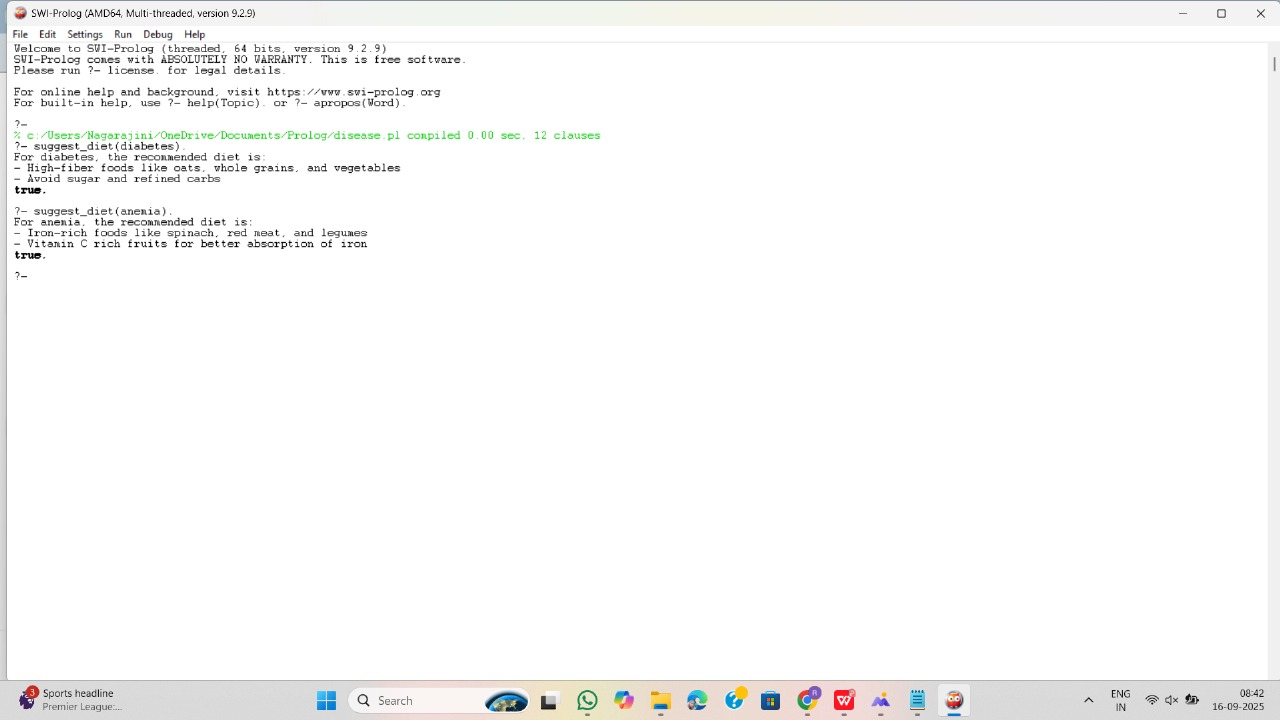 SWI-Prolog (AMD64, Multi-threaded, version 9.2.9)
File Edit Settings Run Debug Help
Welcome to SWI-Prolog (threaded, 64 bits, version 9.2.9)
SWI-Prolog comes with ABSOLUTELY NO WARRANTY. This is free software.
Please run ?- license. for legal details.
For online help and background, visit https://www.swi-prolog.org
For built-in help, use ?- help(Topic). or ?- apropos(Word).
?-
% c:/Users/Nagarajini/OneDrive/Documents/Prolog/disease.pl compiled 0.00 sec, 12 clauses
?- suggest_diet(diabetes).
For diabetes, the recommended diet is:
- High-fiber foods like oats, whole grains, and vegetables
- Avoid sugar and refined carbs
true.
?- suggest_diet(anemia).
For anemia, the recommended diet is:
- Iron-rich foods like spinach, red meat, and legumes
- Vitamin C rich fruits for better absorption of iron
true.
?-
3
Sports headline
Premier League:...
Search
R
ENG
IN
08:42
16-09-2025